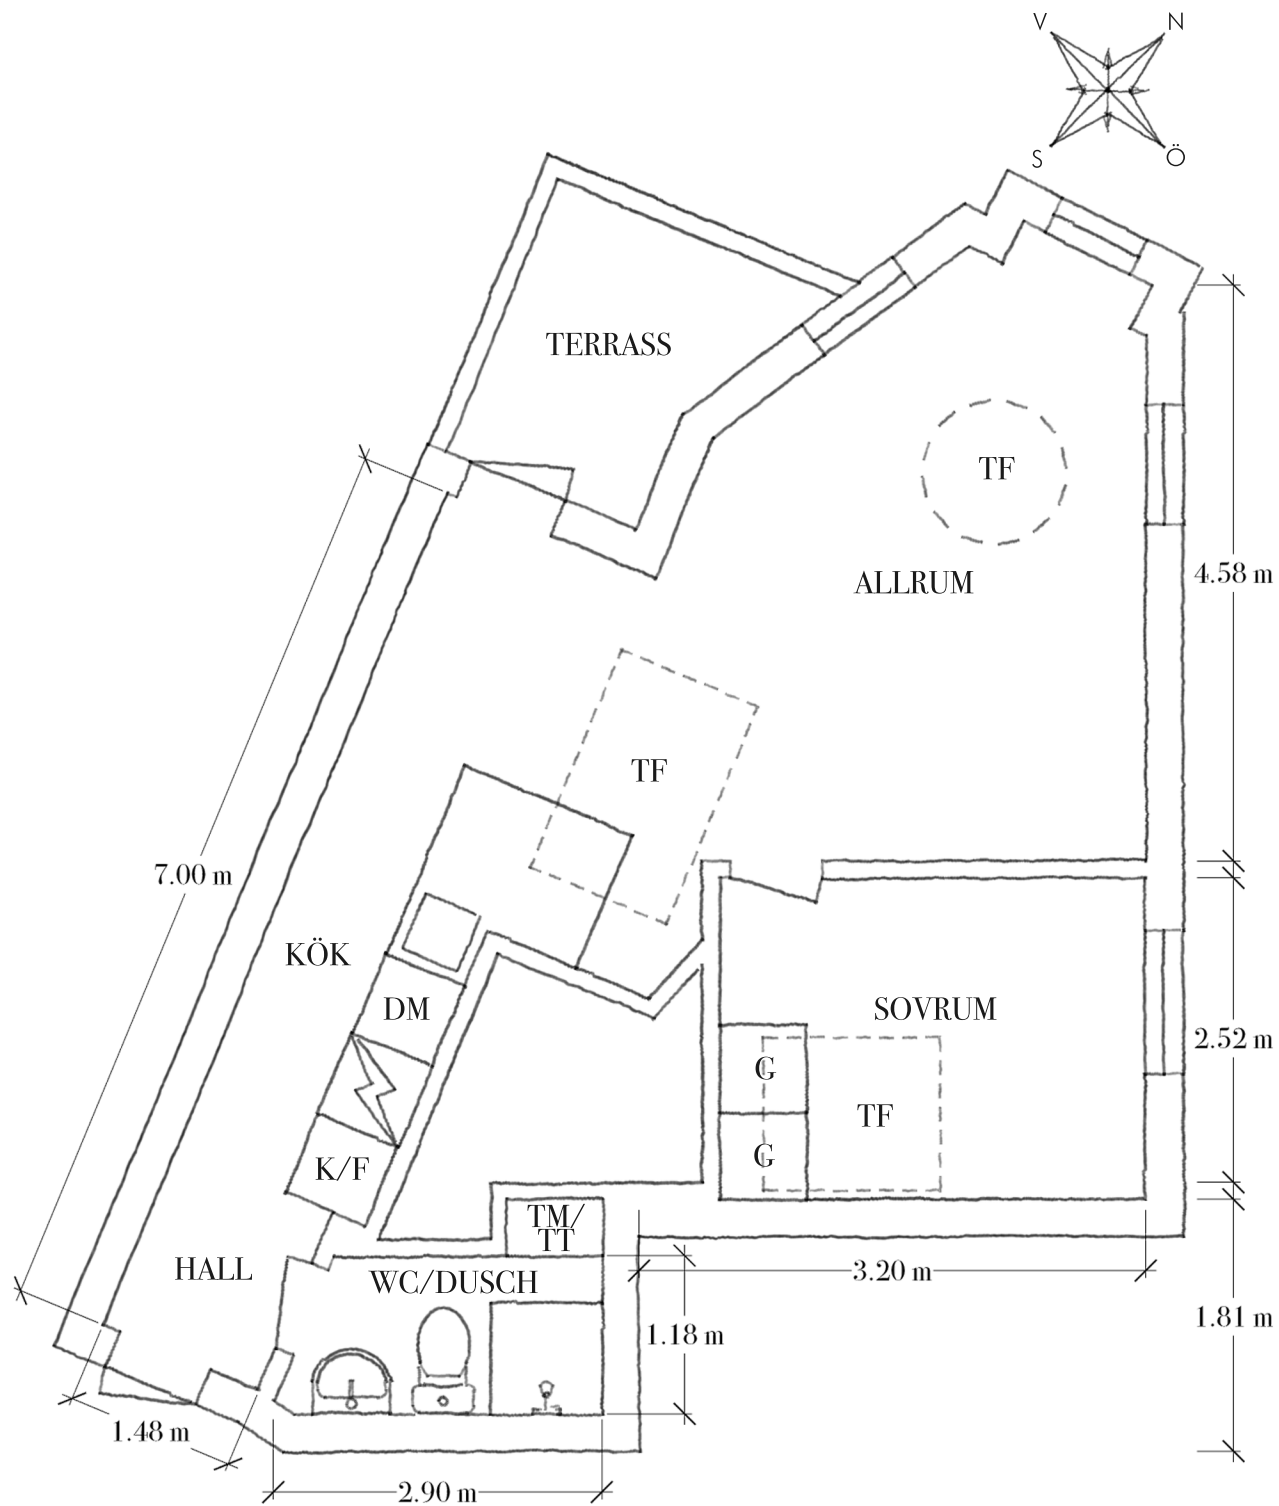 V
N
S
Ö
TERRASS
TF
ALLRUM
4.58 m
TF
7.00 m
KÖK
DM
SOVRUM
2.52 m
G
TF
G
K/F
TM/
TT
HALL
WC/DUSCH
3.20 m
1.81 m
1.18 m
1.48 m
2.90 m